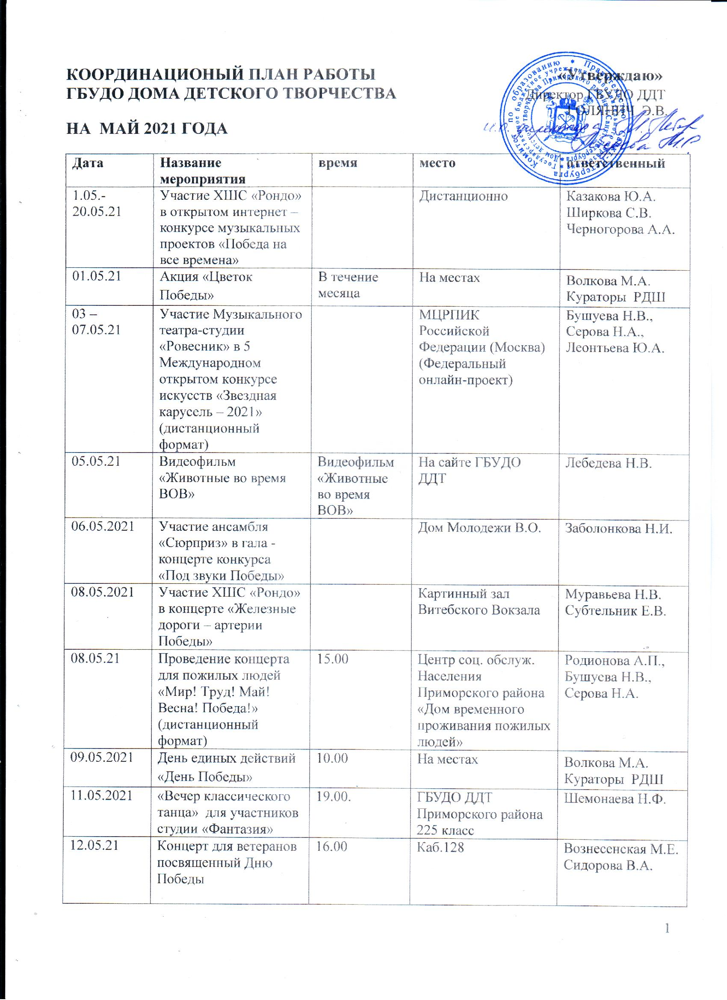 КООРДИНАЦИОНЫЙ ПЛАН РАБОТЫ
«Утверждаю»
ГБУДО ДОМА ДЕТСКОГО ТВОРЧЕСТВА
Директор ГБУДО ДДТ
ГОЛЯНИЧ Э.В.
НА МАЙ 2021 ГОДА
Дата
Название
мероприятия
время
место
ответственный
1.05.-
20.05.21
Участие ХШС «Рондо»
в открытом интернет –
конкурсе музыкальных
проектов «Победа на
все времена»
Дистанционно
Казакова Ю.А.
Ширкова С.В.
Черногорова А.А.
01.05.21
Акция «Цветок
Победы»
В течение
месяца
На местах
Волкова М.А.
Кураторы РДШ
03 –
07.05.21
Участие Музыкального
театра-студии
«Ровесник» в 5
Международном
открытом конкурсе
искусств «Звездная
карусель – 2021»
(дистанционный
формат)
МЦРПИК
Российской
Федерации (Москва)
(Федеральный
онлайн-проект)
Бушуева Н.В.,
Серова Н.А.,
Леонтьева Ю.А.
05.05.21
Видеофильм
«Животные во время
ВОВ»
Видеофильм
«Животные
во время
ВОВ»
На сайте ГБУДО
ДДТ
Лебедева Н.В.
06.05.2021
Участие ансамбля
«Сюрприз» в гала -
концерте конкурса
«Под звуки Победы»
Дом Молодежи В.О.
Заболонкова Н.И.
08.05.2021
Участие ХШС «Рондо»
в концерте «Железные
дороги – артерии
Победы»
Картинный зал
Витебского Вокзала
Муравьева Н.В.
Субтельник Е.В.
08.05.21
Проведение концерта
для пожилых людей
«Мир! Труд! Май!
Весна! Победа!»
(дистанционный
формат)
15.00
Центр соц. обслуж.
Населения
Приморского района
«Дом временного
проживания пожилых
людей»
Родионова А.П.,
Бушуева Н.В.,
Серова Н.А.
09.05.2021
День единых действий
«День Победы»
10.00
На местах
Волкова М.А.
Кураторы РДШ
11.05.2021
«Вечер классического
танца» для участников
студии «Фантазия»
19.00.
ГБУДО ДДТ
Приморского района
225 класс
Шемонаева Н.Ф.
12.05.21
Концерт для ветеранов
посвященный Дню
Победы
16.00
Каб.128
Вознесенская М.Е.
Сидорова В.А.
1